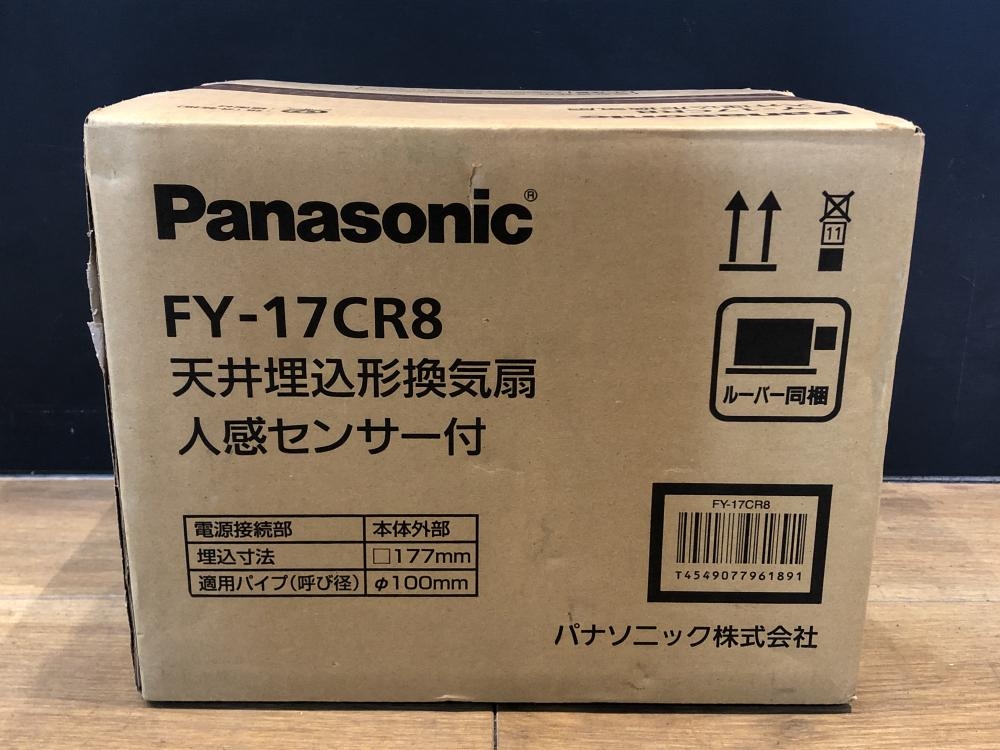 Panasonic
Panasonic®
11
FY-17CR8
天井埋込形換気扇
人感センサー付
ルーバー同梱
電源接続部 本体外部
埋込寸法 □177mm
適用パイプ(呼び径) φ100mm
FY-17CR8
T4549077961891
パナソニック株式会社